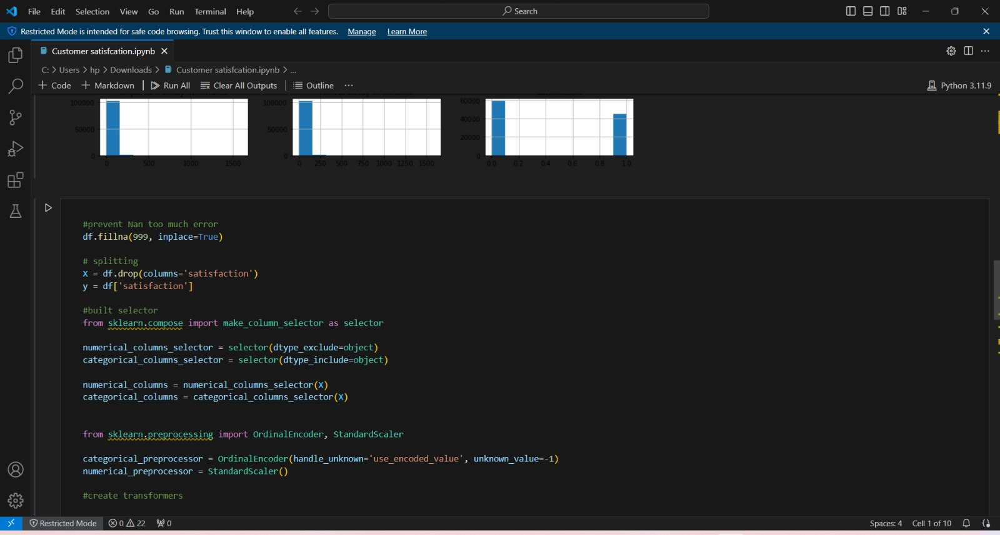 File Edit Selection View Go Run Terminal Help Search
Restricted Mode is intended for safe code browsing. Trust this window to enable all features. Manage Learn More
Customer satisfcation.ipynb
C: > Users > hp > Downloads > Customer satisfcation.ipynb > ...
+ Code + Markdown Run All Clear All Outputs Outline ... Python 3.11.9
100000 100000 60000
40000
50000 50000
20000
0 0 0
0 500 1000 1500 0 250 500 750 1000 1250 1500 0.0 0.2 0.4 0.6 0.8 1.0
#prevent Nan too much error
df.fillna(999, inplace=True)
# splitting
X = df.drop(columns='satisfaction')
y = df['satisfaction']
#built selector
from sklearn.compose import make_column_selector as selector
numerical_columns_selector = selector(dtype_exclude=object)
categorical_columns_selector = selector(dtype_include=object)
numerical_columns = numerical_columns_selector(X)
categorical_columns = categorical_columns_selector(X)
from sklearn.preprocessing import OrdinalEncoder, StandardScaler
categorical_preprocessor = OrdinalEncoder(handle_unknown='use_encoded_value', unknown_value=-1)
numerical_preprocessor = StandardScaler()
#create transformers
Restricted Mode 0 22 0 Spaces: 4 Cell 1 of 10